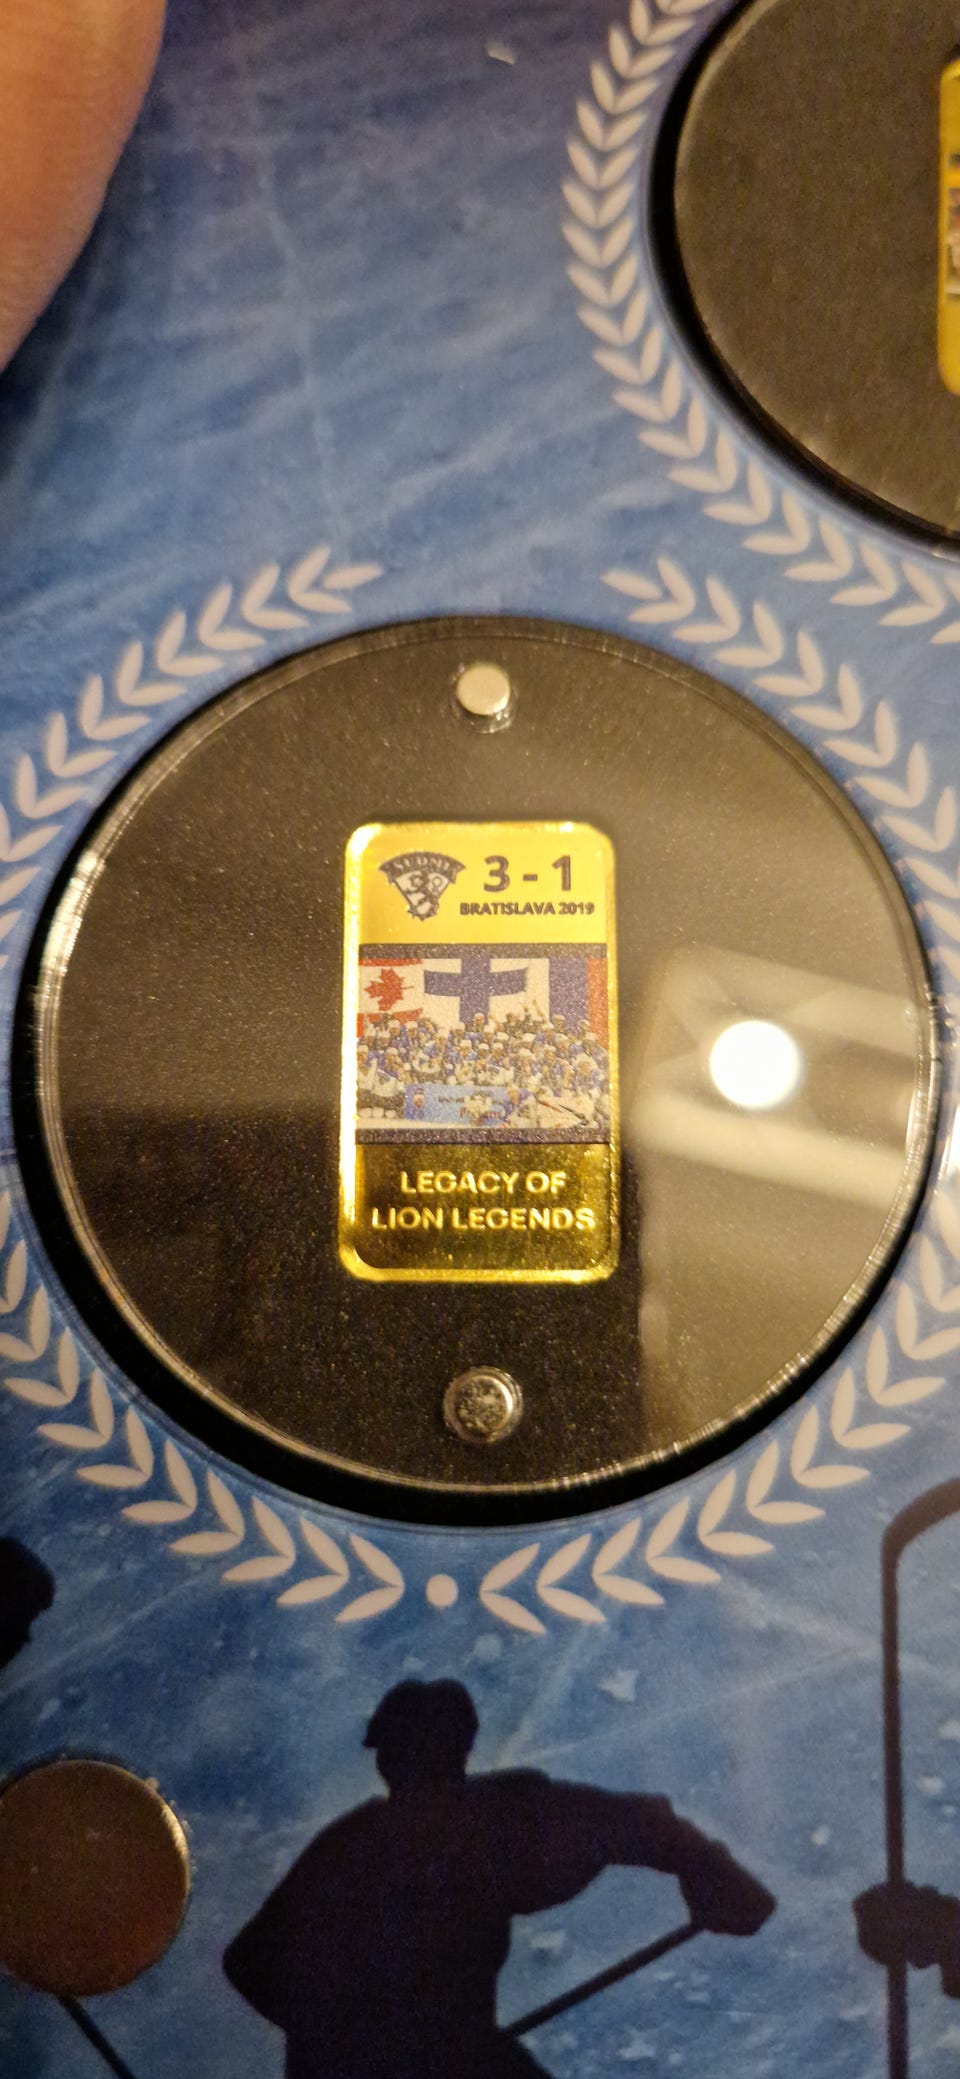 SUOMI
3 - 1
BRATISLAVA 2019
LEGACY OF
LION LEGENDS